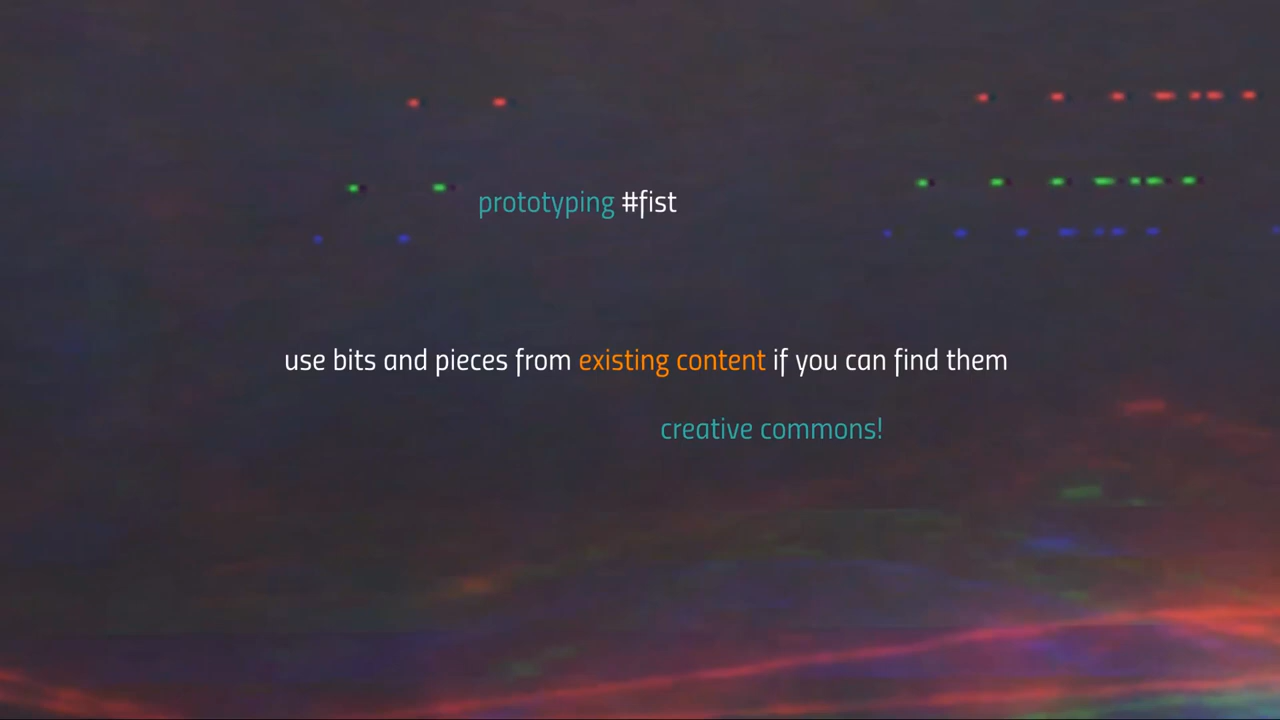 prototyping #fist
use bits and pieces from existing content if you can find them
creative commons!